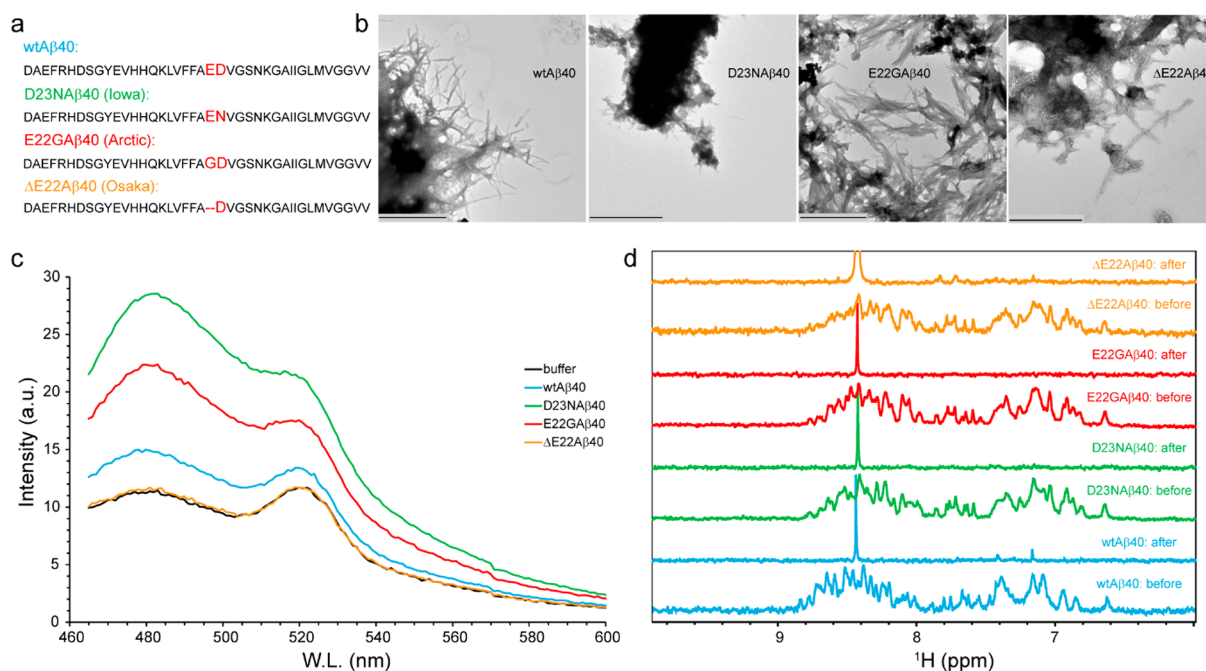 a
wtAβ40:
DAEFRHDSGYEVHHQKLVFFAEDVGSNKGAIIGLMVGGVV
D23NAβ40 (Iowa):
DAEFRHDSGYEVHHQKLVFFAENVGSNKGAIIGLMVGGVV
E22GAβ40 (Arctic):
DAEFRHDSGYEVHHQKLVFFAGDVGSNKGAIIGLMVGGVV
ΔE22Aβ40 (Osaka):
DAEFRHDSGYEVHHQKLVFFA--DVGSNKGAIIGLMVGGVV
b
wtAβ40
D23NAβ40
E22GAβ40
ΔE22Aβ4
c
Intensity (a.u.)
30
25
20
15
10
5
0
460
480
500
520
540
560
580
600
W.L. (nm)
buffer
wtAβ40
D23NAβ40
E22GAβ40
ΔE22Aβ40
d
ΔE22Aβ40: after
ΔE22Aβ40: before
E22GAβ40: after
E22GAβ40: before
D23NAβ40: after
D23NAβ40: before
wtAβ40: after
wtAβ40: before
9
8
7
¹H (ppm)